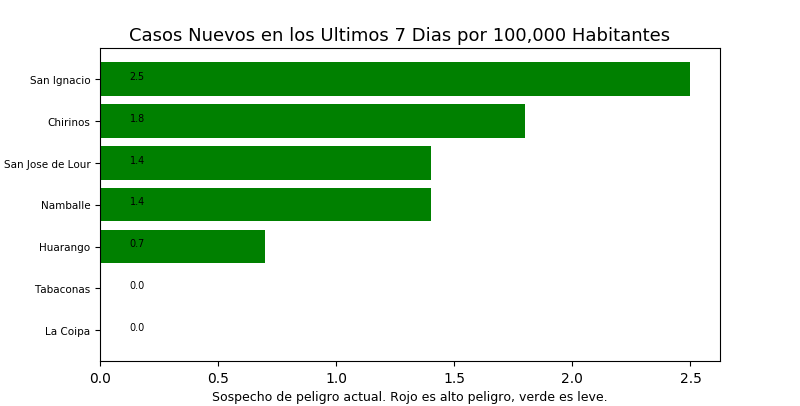 Casos Nuevos en los Ultimos 7 Dias por 100,000 Habitantes
San Ignacio 2.5
Chirinos 1.8
San Jose de Lour 1.4
Namballe 1.4
Huarango 0.7
Tabaconas 0.0
La Coipa 0.0
0.0 0.5 1.0 1.5 2.0 2.5
Sospecho de peligro actual. Rojo es alto peligro, verde es leve.